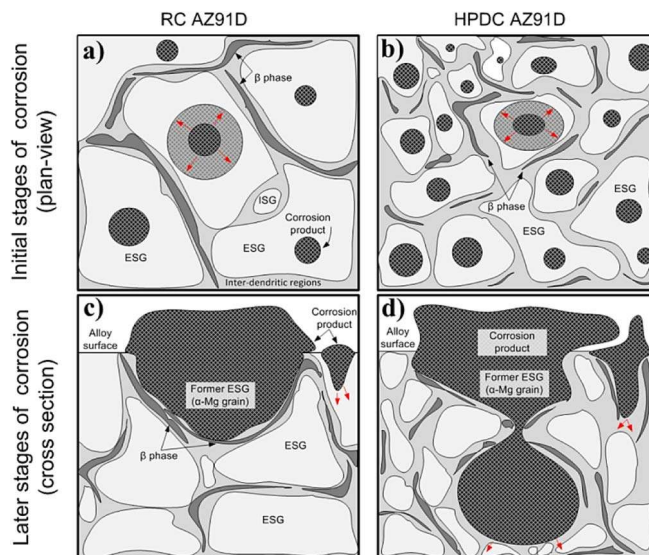 RC AZ91D
HPDC AZ91D
Initial stages of corrosion
(plan-view)
a)
β phase
ISG
Corrosion
product
ESG
ESG
Inter-dendritic regions
b)
ESG
β phase
ESG
Later stages of corrosion
(cross section)
c)
Alloy
surface
Corrosion
product
Former ESG
(α-Mg grain)
β phase
ESG
ESG
d)
Alloy
surface
Corrosion
product
Former ESG
(α-Mg grain)